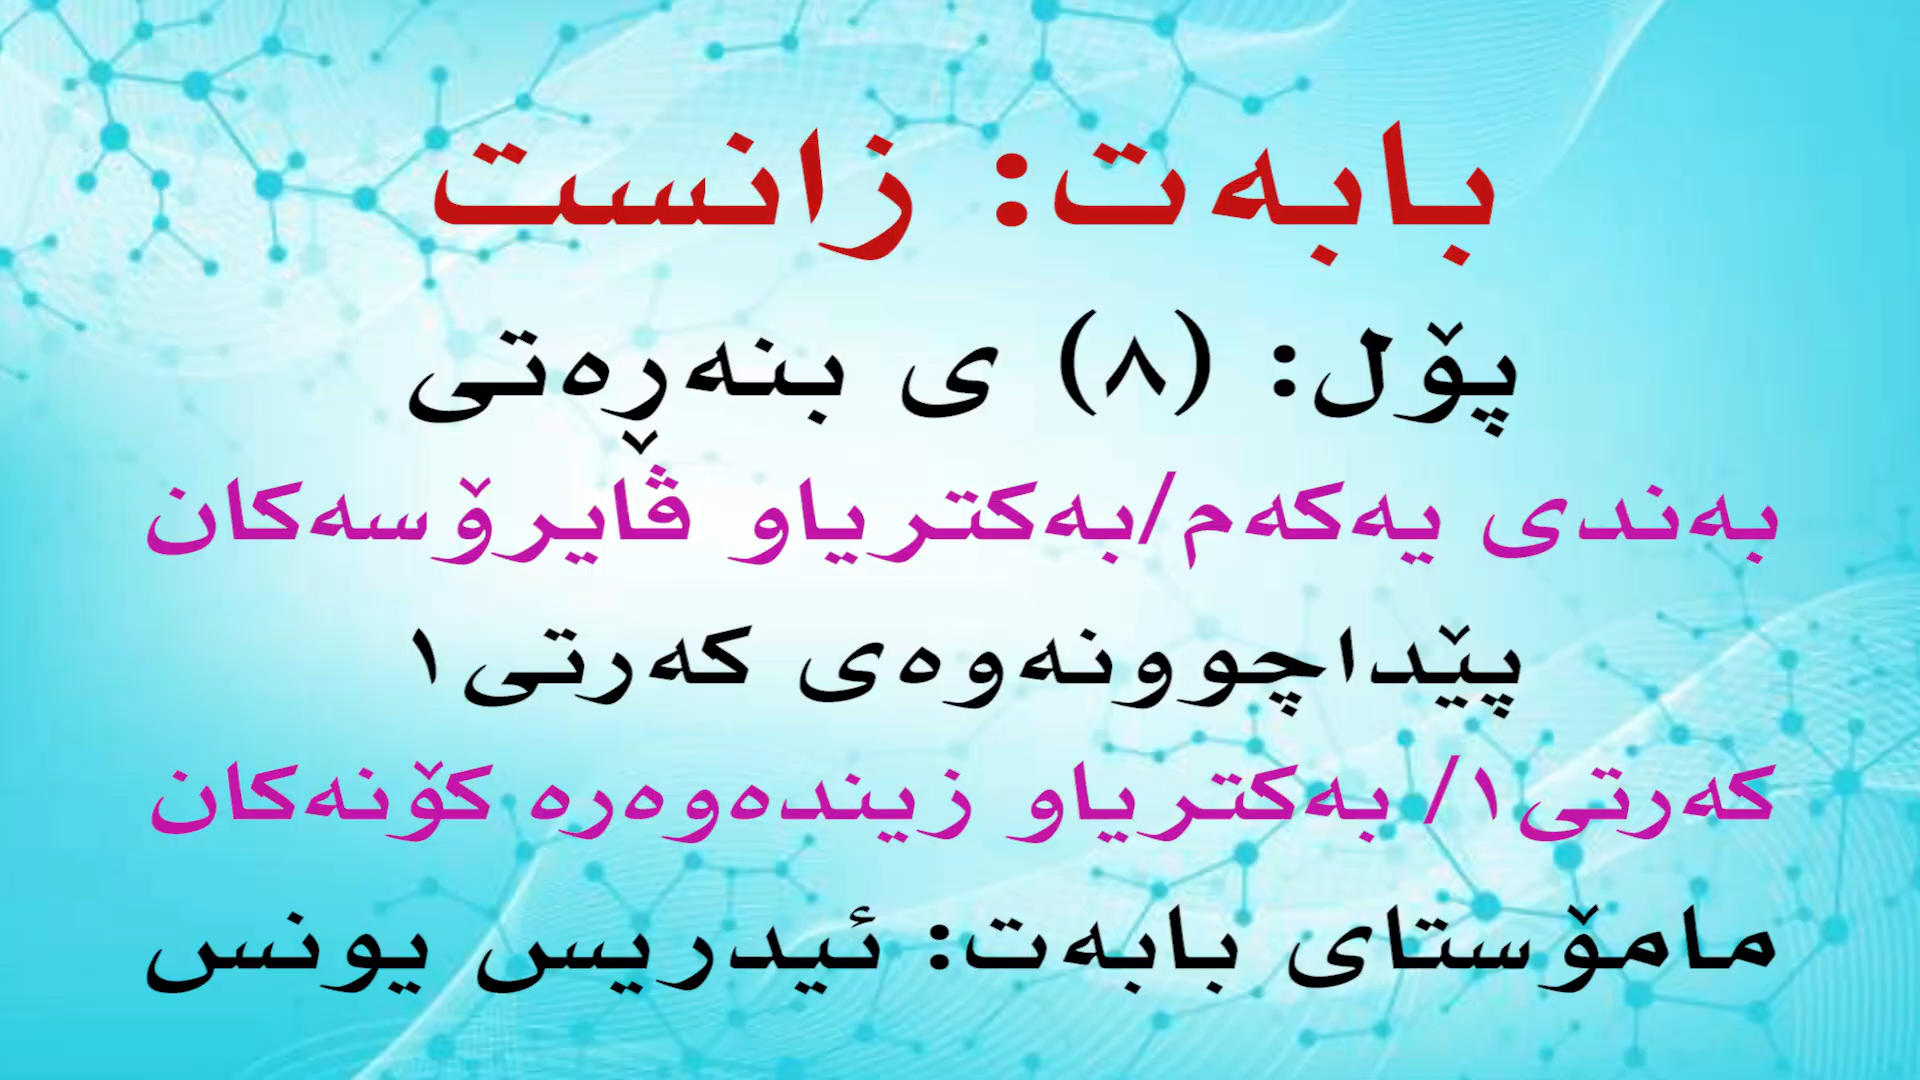 بابەت: زانست
پۆل: (٨) ی بنەڕەتی
بەندی یەکەم/بەکتریاو ڤایرۆسەکان
پێداچوونەوەی کەرتی١
کەرتی١/ بەکتریاو زیندەوەرە کۆنەکان
مامۆستای بابەت: ئیدریس یونس